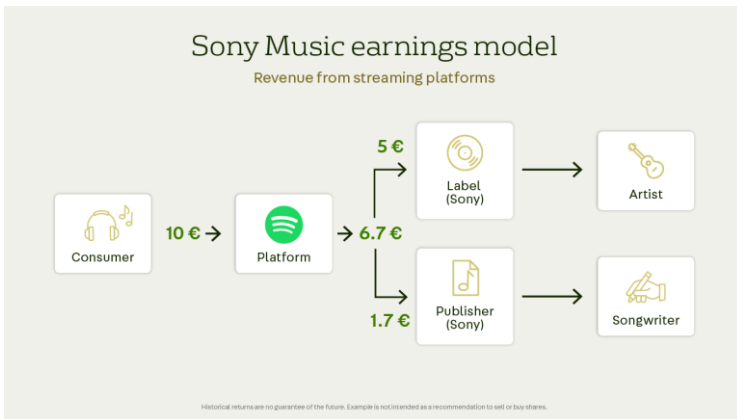 Sony Music earnings model
Revenue from streaming platforms
5 €
Label
(Sony)
Artist
Consumer
10 €
Platform
6.7 €
1.7 €
Publisher
(Sony)
Songwriter
Historical returns are no guarantee of the future. Example is not intended as a recommendation to sell or buy shares.